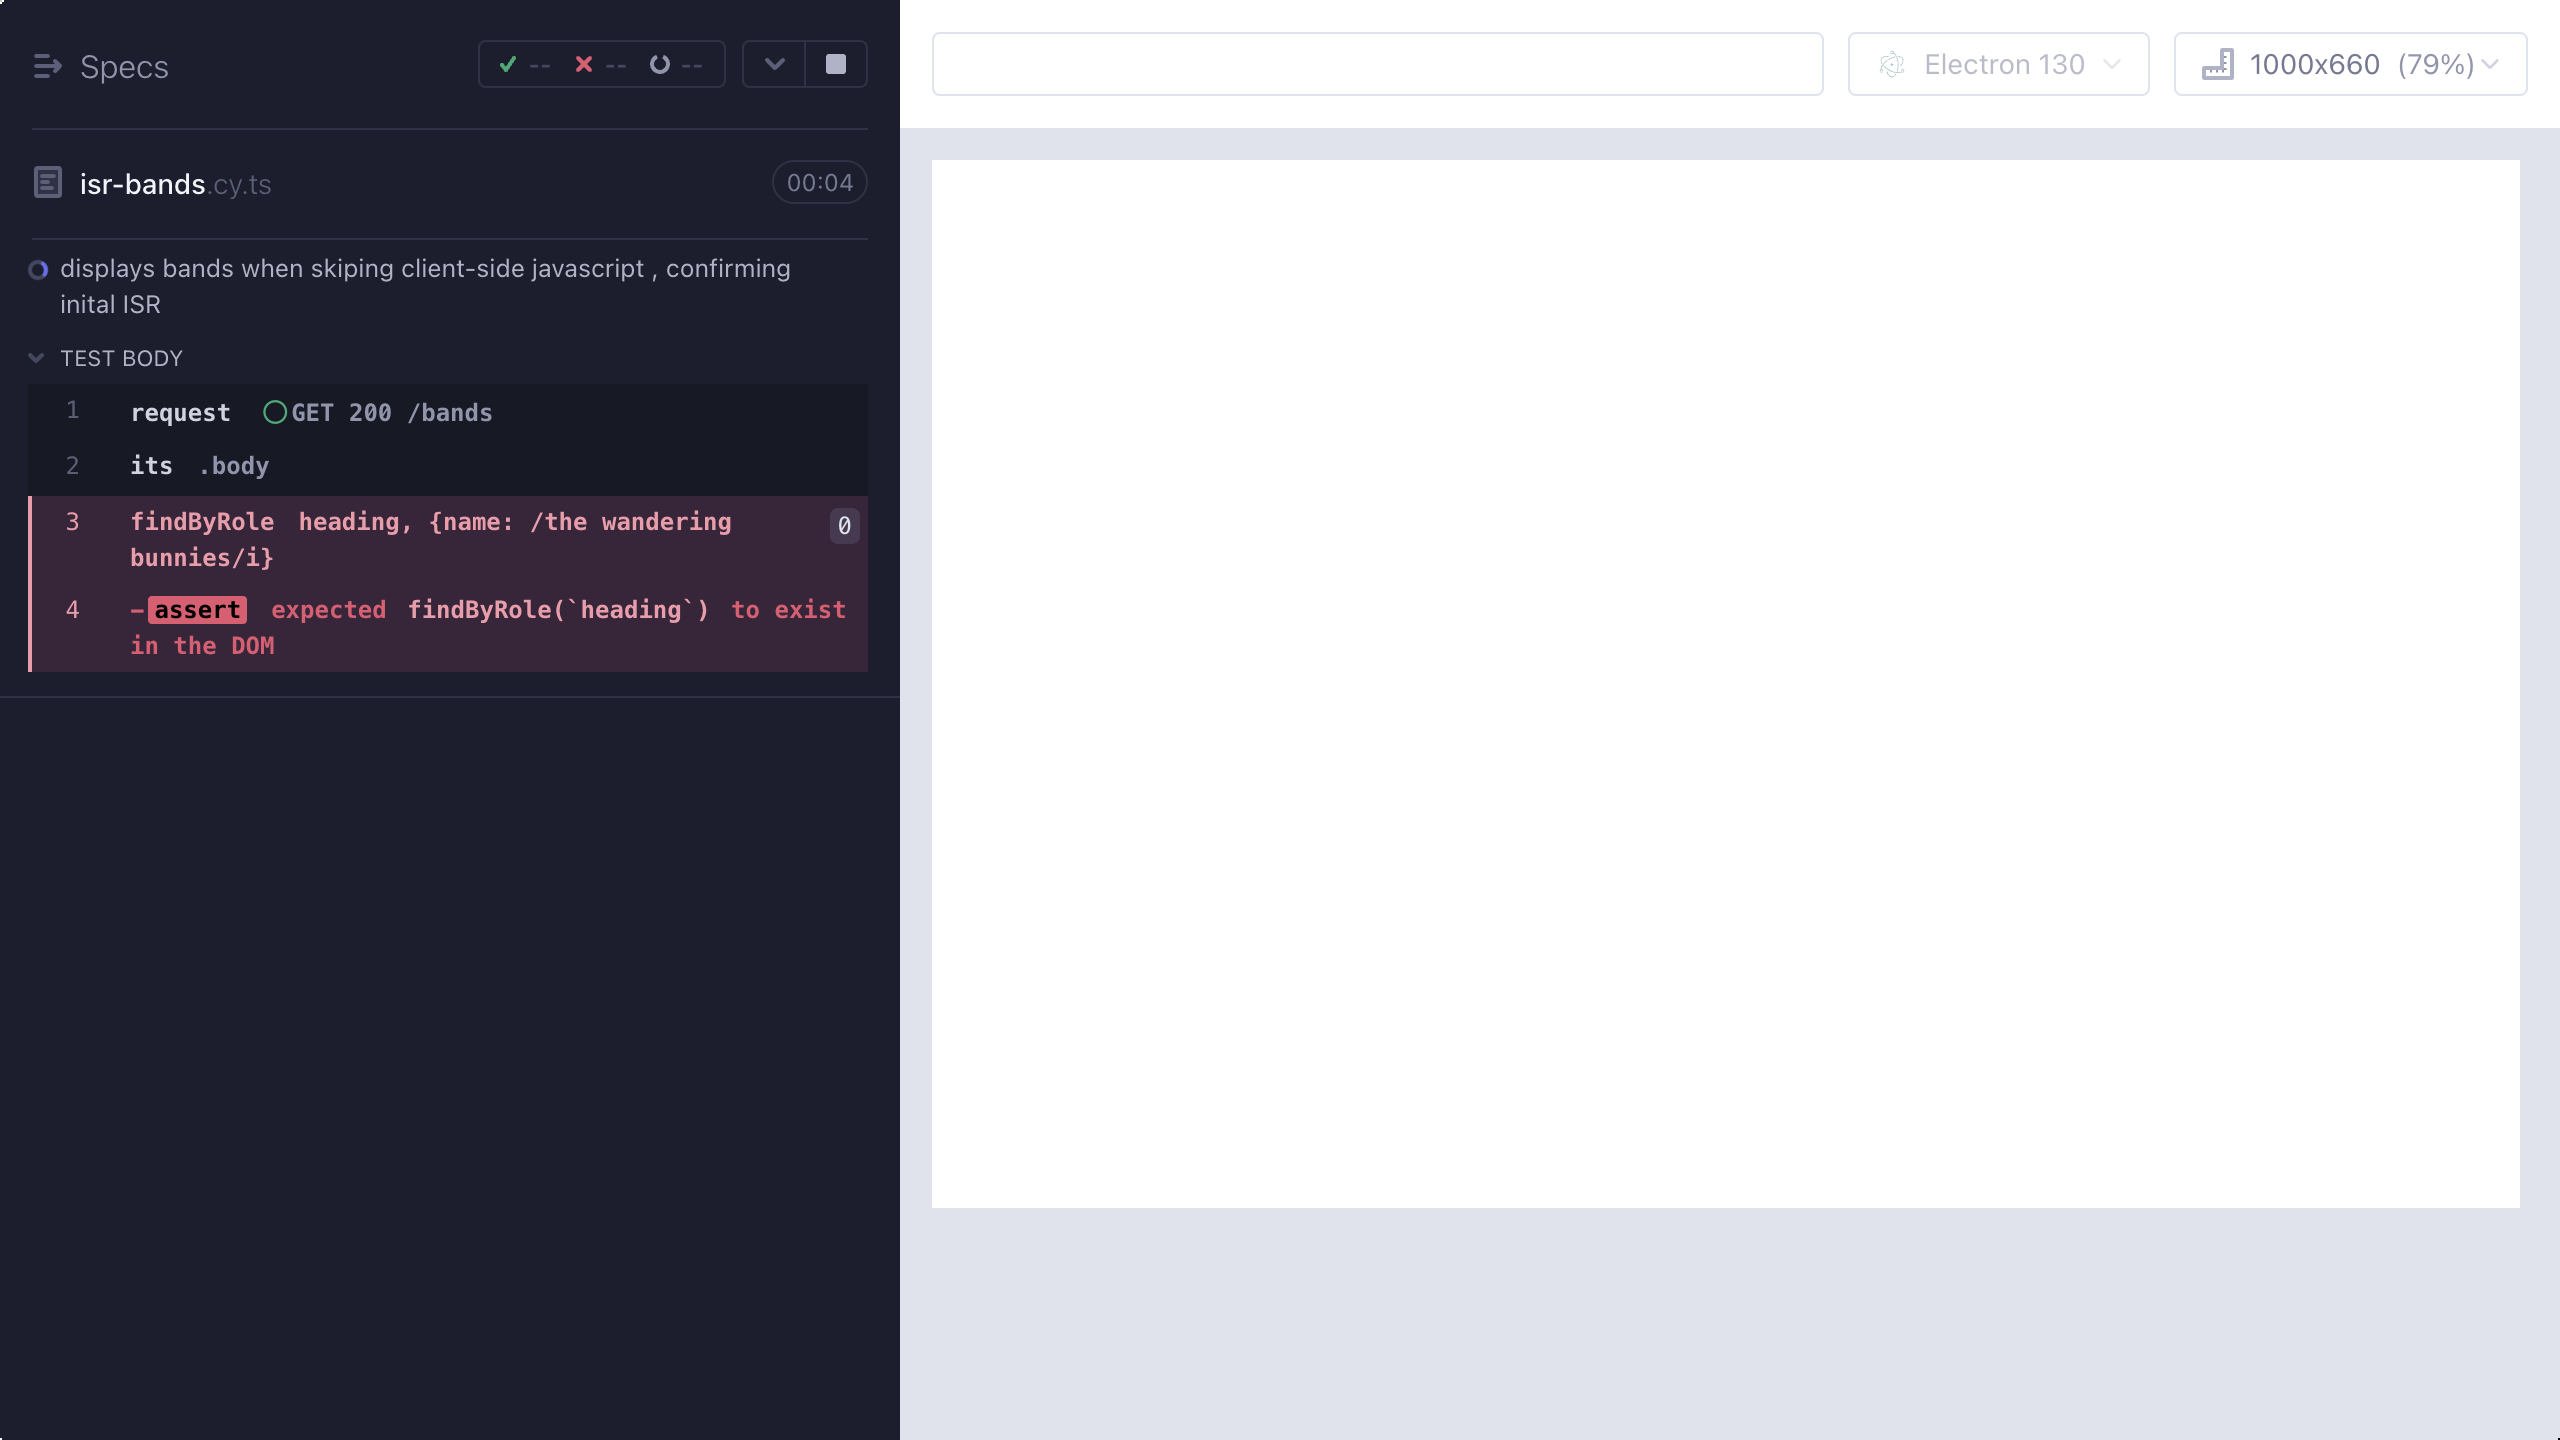 Specs
-- -- --
Electron 130
1000x660 (79%)
isr-bands.cy.ts
00:04
displays bands when skiping client-side javascript , confirming
inital ISR
TEST BODY
1 request GET 200 /bands
2 its .body
3 findByRole heading, {name: /the wandering
bunnies/i}
0
4 -assert expected findByRole(`heading`) to exist
in the DOM